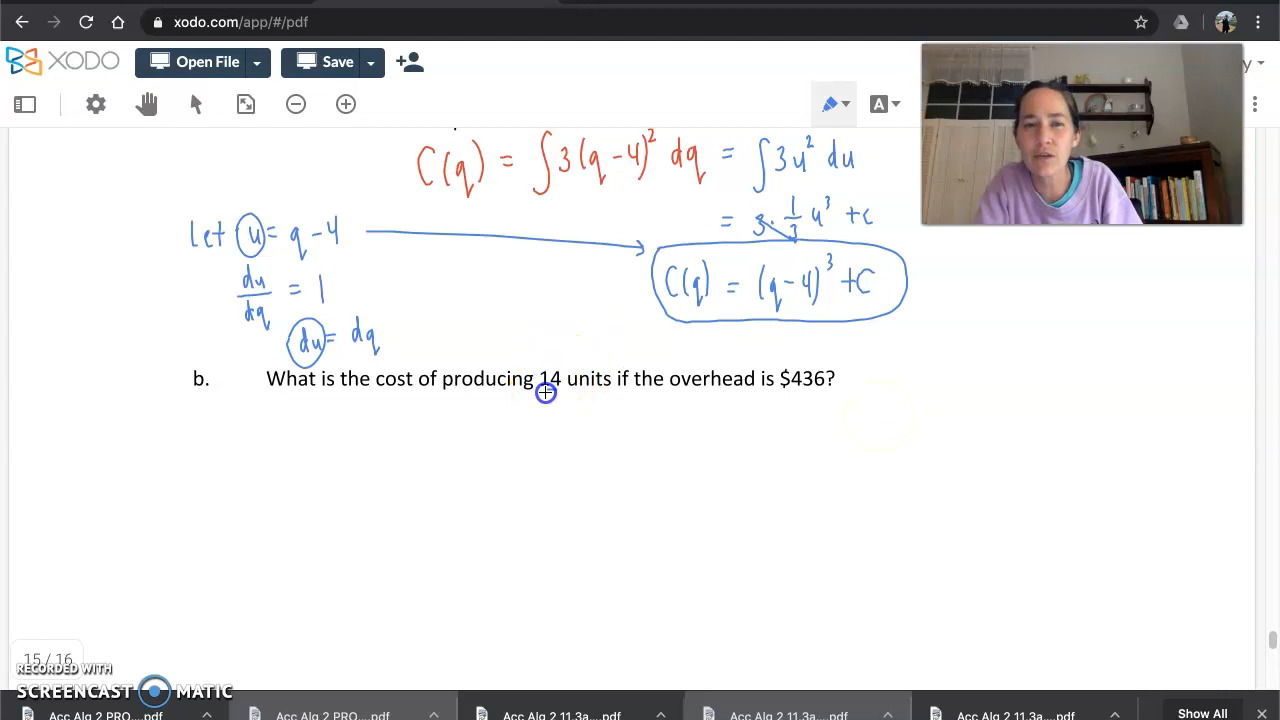 xodo.com/app/#/pdf
XODO
Open File
Save
y
A
C(q) = ∫3(q-4)² dq = ∫3u² du
= 3·1/3 u³ + c
let u = q - 4
C(q) = (q-4)³ + C
du/dq = 1
du = dq
b. What is the cost of producing 14 units if the overhead is $436?
15 / 16
RECORDED WITH
SCREENCAST MATIC
Acc Alg 2 PRO....pdf
Acc Alg 2 PRO....pdf
Acc Alg 2 11.3a....pdf
Acc Alg 2 11.3a....pdf
Acc Alg 2 11.3a....pdf
Show All